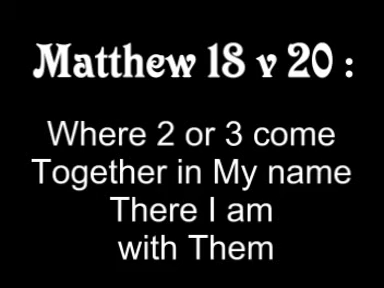 Matthew 18 v 20 :
Where 2 or 3 come
Together in My name
There I am
with Them